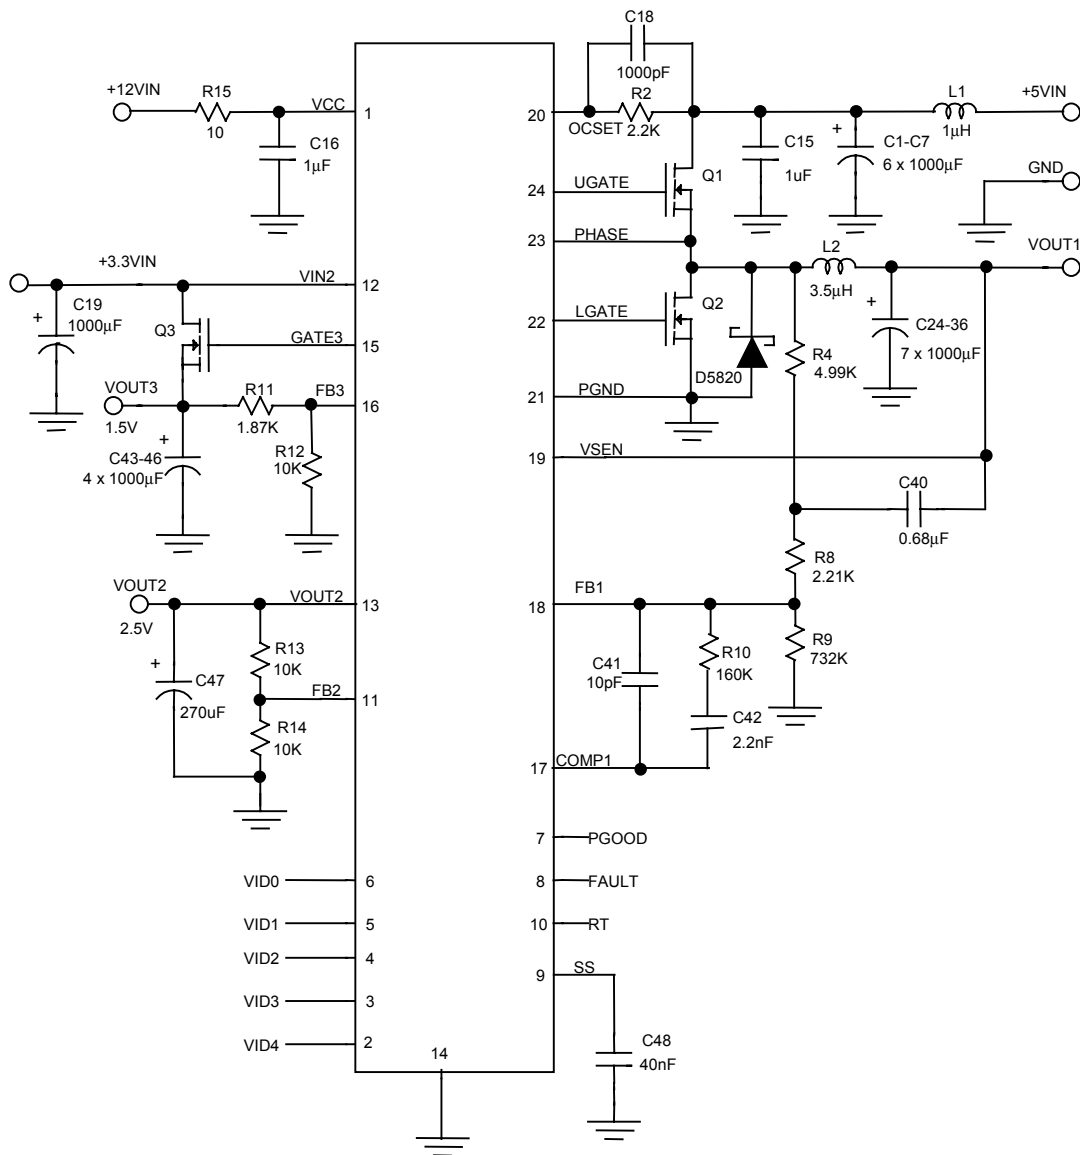 C18
1000pF
+12VIN
R15
10
VCC
1
C16
1μF
20
OCSET
R2
2.2K
L1
1μH
+5VIN
C15
1uF
+
C1-C7
6 x 1000μF
GND
24
UGATE
Q1
23
PHASE
L2
3.5μH
VOUT1
+3.3VIN
VIN2
12
+
C19
1000μF
Q3
GATE3
15
22
LGATE
Q2
+
C24-36
7 x 1000μF
R4
4.99K
D5820
21
PGND
VOUT3
1.5V
R11
1.87K
FB3
16
+
C43-46
4 x 1000μF
R12
10K
19
VSEN
C40
0.68μF
R8
2.21K
VOUT2
2.5V
VOUT2
13
18
FB1
R9
732K
R13
10K
+
C47
270uF
FB2
11
R14
10K
C41
10pF
R10
160K
C42
2.2nF
17
COMP1
7
PGOOD
VID0
6
8
FAULT
VID1
5
10
RT
VID2
4
9
SS
VID3
3
VID4
2
14
C48
40nF